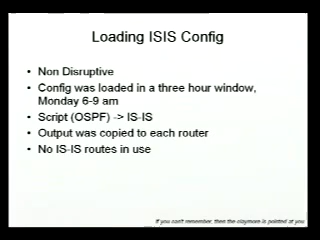 Loading ISIS Config
• Non Disruptive
• Config was loaded in a three hour window,
Monday 6-9 am
• Script (OSPF) -> IS-IS
• Output was copied to each router
• No IS-IS routes in use
If you can't remember, then the claymore is pointed at you